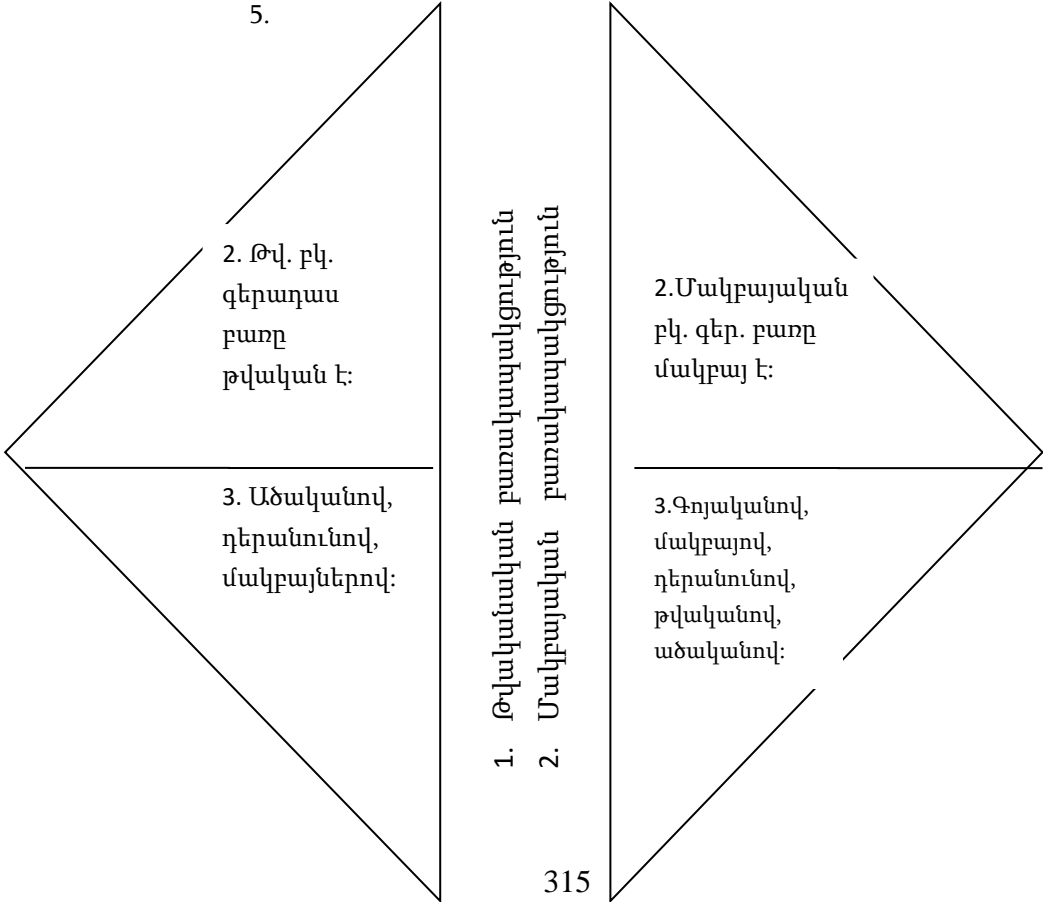 5.
2. Թվ. բկ.
գերադաս
բառը
թվական է:
3. Ածականով,
դերանունով,
մակբայներով:
1. Թվականական բառակապակցություն
2. Մակբայական բառակապակցություն
2.Մակբայական
բկ. գեր. բառը
մակբայ է:
3.Գոյականով,
մակբայով,
դերանունով,
թվականով,
ածականով:
315